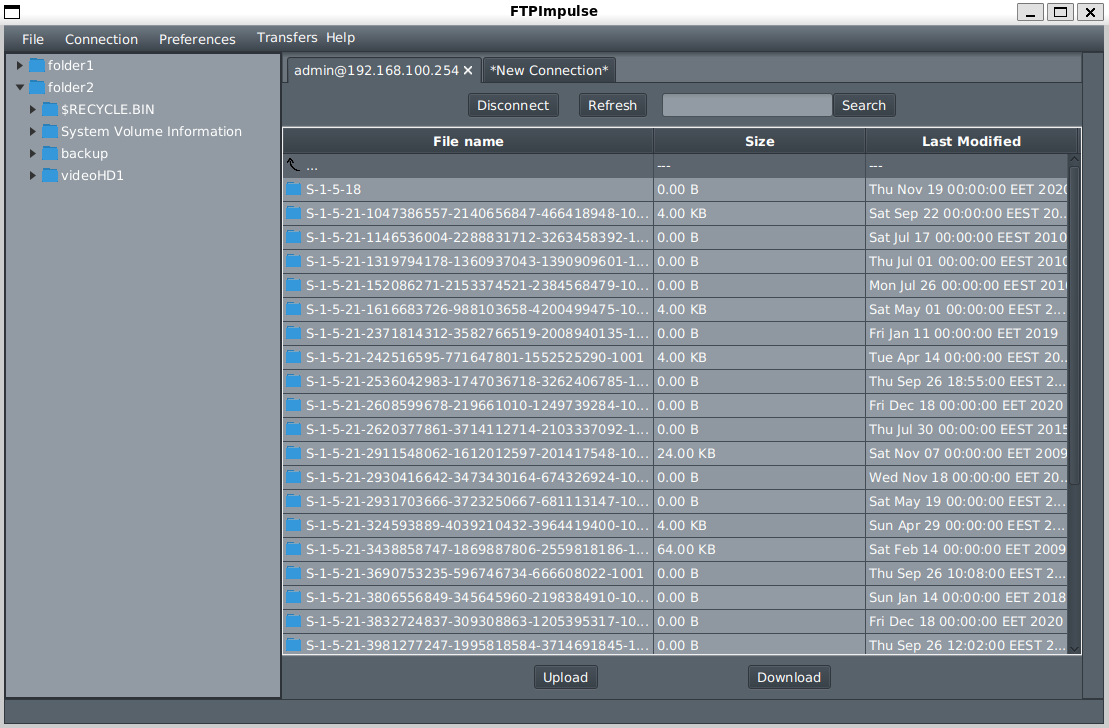 FTPImpulse
File Connection Preferences Transfers Help
folder1
folder2
$RECYCLE.BIN
System Volume Information
backup
videoHD1
admin@192.168.100.254 *New Connection*
Disconnect Refresh Search
File name Size Last Modified
... --- ---
S-1-5-18 0.00 B Thu Nov 19 00:00:00 EET 2020
S-1-5-21-1047386557-2140656847-466418948-10... 4.00 KB Sat Sep 22 00:00:00 EEST 20...
S-1-5-21-1146536004-2288831712-3263458392-1... 0.00 B Sat Jul 17 00:00:00 EEST 2010
S-1-5-21-1319794178-1360937043-1390909601-1... 0.00 B Thu Jul 01 00:00:00 EEST 2010
S-1-5-21-152086271-2153374521-2384568479-10... 0.00 B Mon Jul 26 00:00:00 EEST 2010
S-1-5-21-1616683726-988103658-4200499475-10... 4.00 KB Sat May 01 00:00:00 EEST 2...
S-1-5-21-2371814312-3582766519-2008940135-1... 0.00 B Fri Jan 11 00:00:00 EET 2019
S-1-5-21-242516595-771647801-1552525290-1001 4.00 KB Tue Apr 14 00:00:00 EEST 20...
S-1-5-21-2536042983-1747036718-3262406785-1... 0.00 B Thu Sep 26 18:55:00 EEST 2...
S-1-5-21-2608599678-219661010-1249739284-10... 0.00 B Fri Dec 18 00:00:00 EET 2020
S-1-5-21-2620377861-3714112714-2103337092-1... 0.00 B Thu Jul 30 00:00:00 EEST 2015
S-1-5-21-2911548062-1612012597-201417548-10... 24.00 KB Sat Nov 07 00:00:00 EET 2009
S-1-5-21-2930416642-3473430164-674326924-10... 0.00 B Wed Nov 18 00:00:00 EET 20...
S-1-5-21-2931703666-3723250667-681113147-10... 0.00 B Sat May 19 00:00:00 EEST 2...
S-1-5-21-324593889-4039210432-3964419400-10... 4.00 KB Sun Apr 29 00:00:00 EEST 2...
S-1-5-21-3438858747-1869887806-2559818186-1... 64.00 KB Sat Feb 14 00:00:00 EET 2009
S-1-5-21-3690753235-596746734-666608022-1001 0.00 B Thu Sep 26 10:08:00 EEST 2...
S-1-5-21-3806556849-345645960-2198384910-10... 0.00 B Sun Jan 14 00:00:00 EET 2018
S-1-5-21-3832724837-309308863-1205395317-10... 0.00 B Fri Dec 18 00:00:00 EET 2020
S-1-5-21-3981277247-1995818584-3714691845-1... 0.00 B Thu Sep 26 12:02:00 EEST 2...
Upload Download